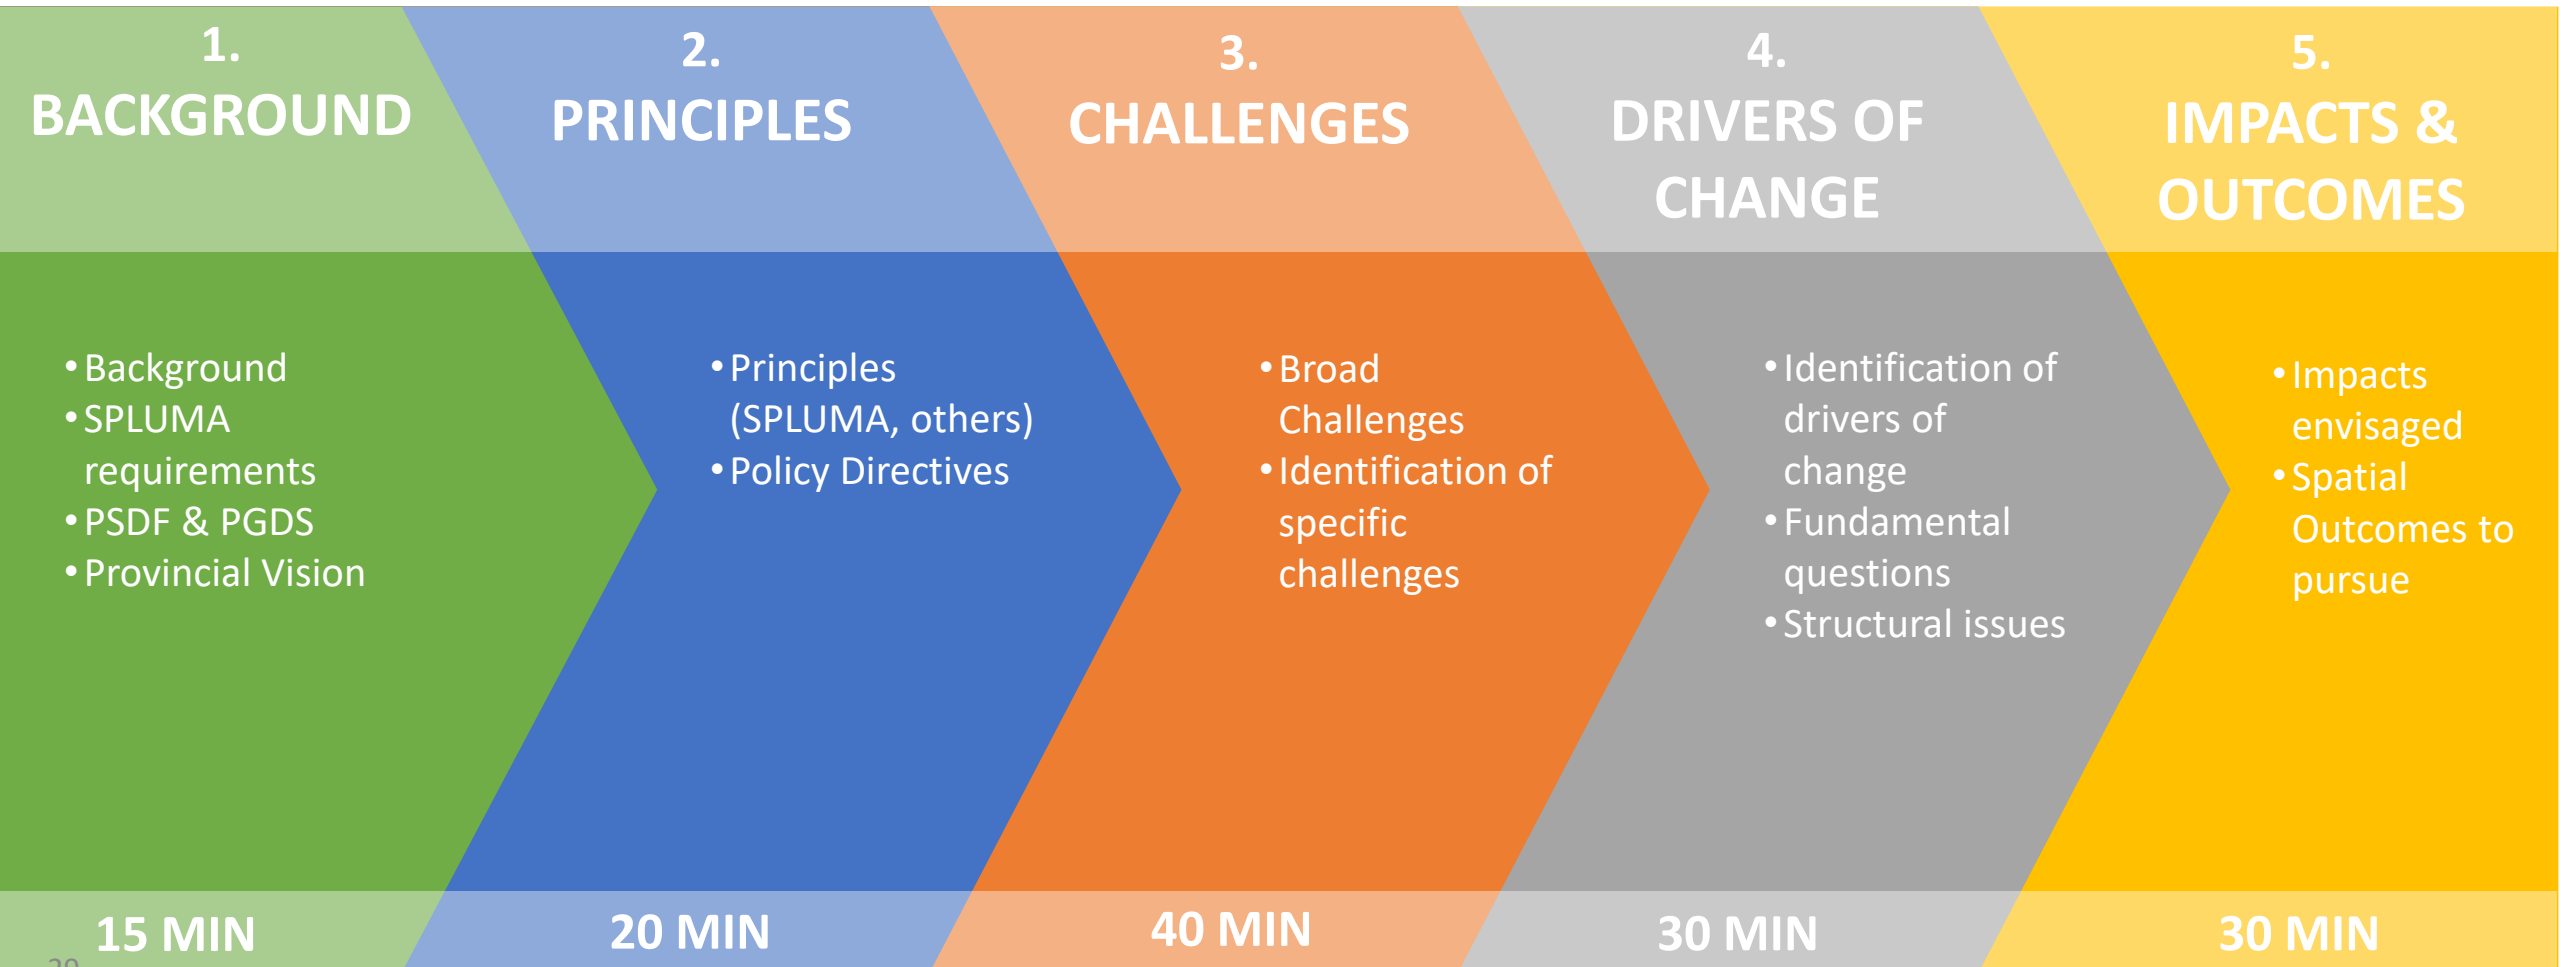 1.
BACKGROUND
• Background
• SPLUMA
requirements
• PSDF & PGDS
• Provincial Vision
15 MIN
2.
PRINCIPLES
• Principles
(SPLUMA, others)
• Policy Directives
20 MIN
3.
CHALLENGES
• Broad
Challenges
• Identification of
specific
challenges
40 MIN
4.
DRIVERS OF
CHANGE
• Identification of
drivers of
change
• Fundamental
questions
• Structural issues
30 MIN
5.
IMPACTS &
OUTCOMES
• Impacts
envisaged
• Spatial
Outcomes to
pursue
30 MIN